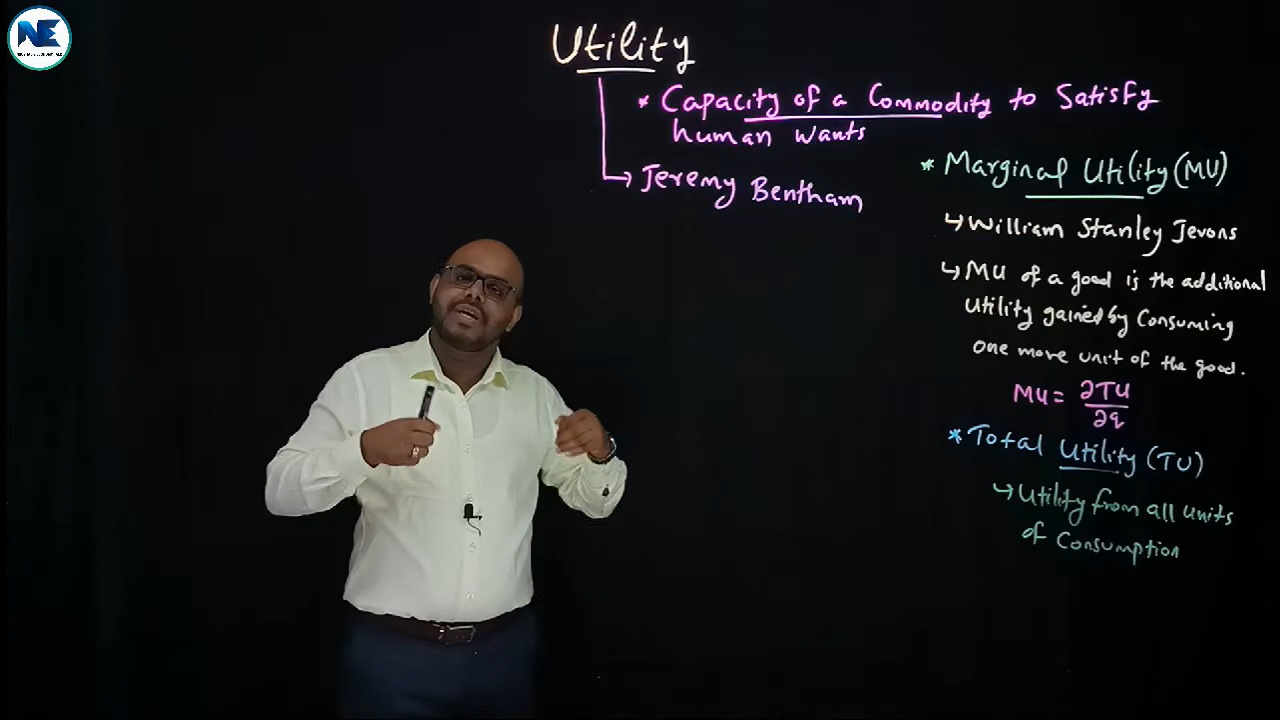 NE
Utility
* Capacity of a Commodity to Satisfy
human wants
↳ Jeremy Bentham
* Marginal Utility (MU)
↳ William Stanley Jevons
↳ MU of a good is the additional
Utility gained by Consuming
one more unit of the good.
MU = ∂TU/∂q
* Total Utility (TU)
↳ Utility from all units
of Consumption